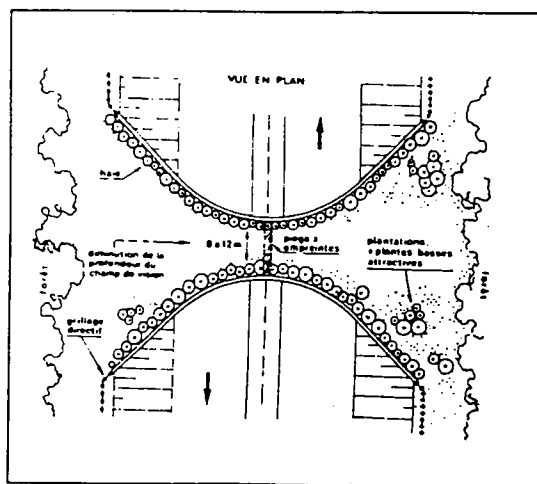 VUE EN PLAN
haie
8 à 12 m
piège à
empreintes
plantations
+ plantes basses
attractives
diminution de la
profondeur du
champ de vision
forêt
forêt
grillage
directif